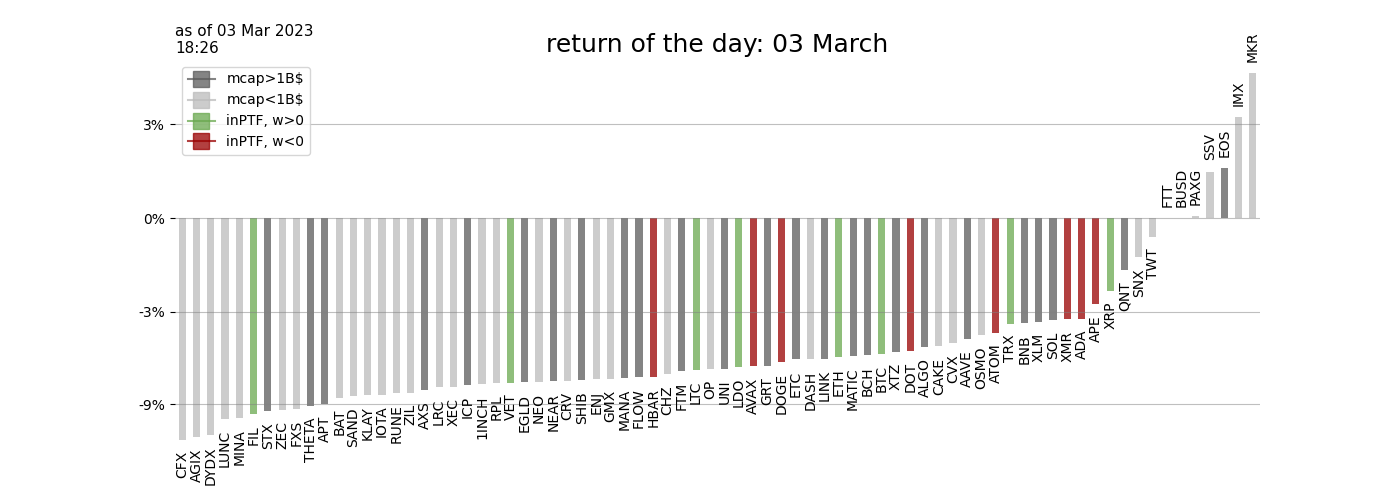 as of 03 Mar 2023
18:26
return of the day: 03 March
mcap>1B$
mcap<1B$
inPTF, w>0
inPTF, w<0
3%
0%
-3%
-9%
CFX
AGIX
DYDX
LUNC
MINA
FIL
STX
ZEC
FXS
THETA
APT
BAT
SAND
KLAY
IOTA
RUNE
ZIL
AXS
LRC
XEC
ICP
1INCH
RPL
VET
EGLD
NEO
NEAR
CRV
SHIB
ENJ
GMX
MANA
FLOW
HBAR
CHZ
FTM
LTC
OP
UNI
LDO
AVAX
GRT
DOGE
ETC
DASH
LINK
ETH
MATIC
BCH
BTC
XTZ
DOT
ALGO
CAKE
CVX
AAVE
OSMO
ATOM
TRX
BNB
XLM
SOL
XMR
ADA
APE
XRP
QNT
SNX
TWT
FTT
BUSD
PAXG
SSV
EOS
IMX
MKR